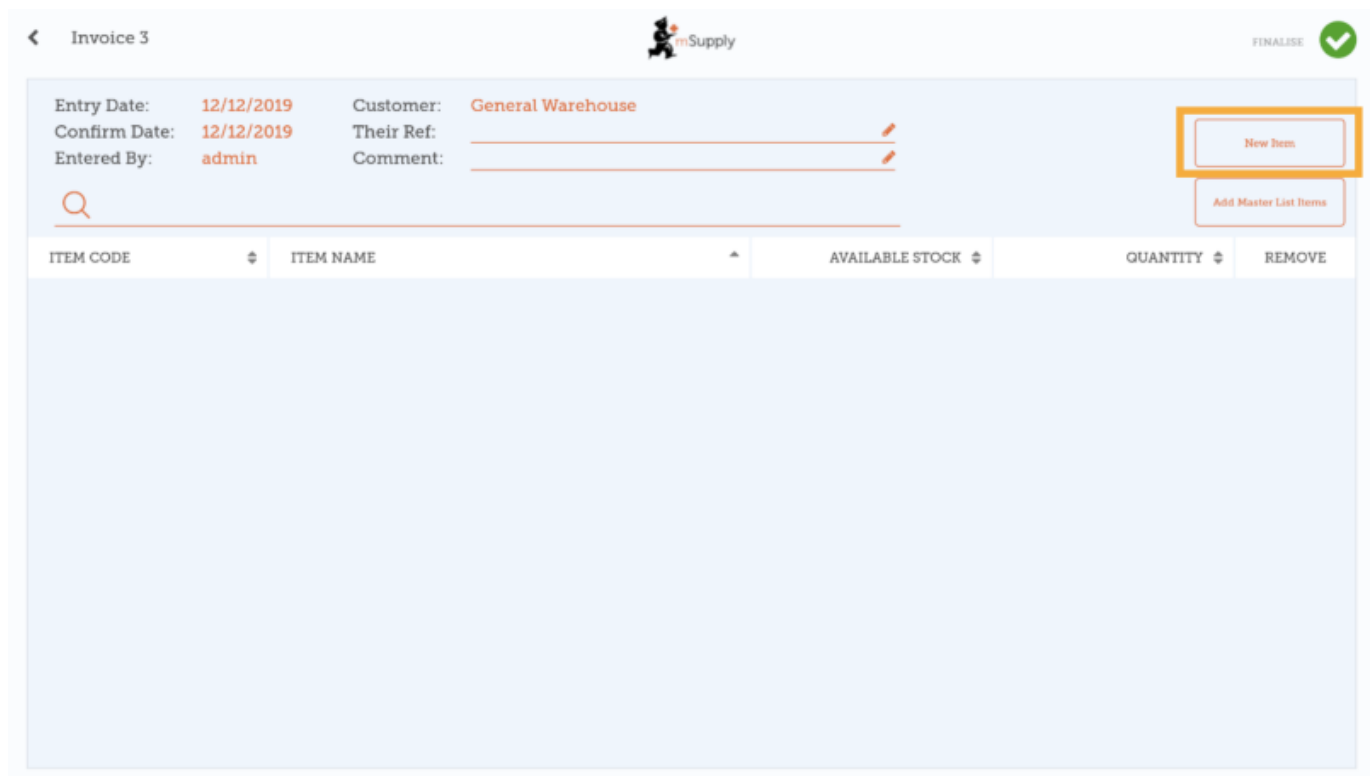 Invoice 3
mSupply
FINALISE
Entry Date: 12/12/2019 Customer: General Warehouse
Confirm Date: 12/12/2019 Their Ref:
Entered By: admin Comment:
New Item
Add Master List Items
ITEM CODE ITEM NAME AVAILABLE STOCK QUANTITY REMOVE